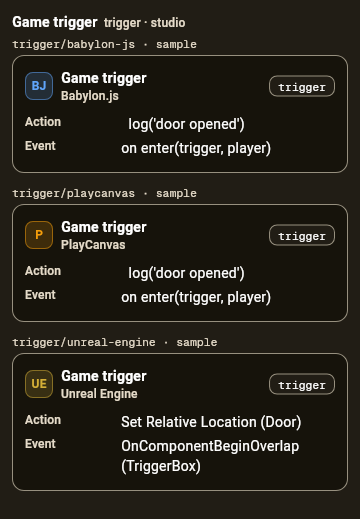 Game trigger trigger · studio
trigger/babylon-js · sample
BJ
Game trigger
Babylon.js
trigger
Action log('door opened')
Event on enter(trigger, player)
trigger/playcanvas · sample
P
Game trigger
PlayCanvas
trigger
Action log('door opened')
Event on enter(trigger, player)
trigger/unreal-engine · sample
UE
Game trigger
Unreal Engine
trigger
Action Set Relative Location (Door)
Event OnComponentBeginOverlap
(TriggerBox)